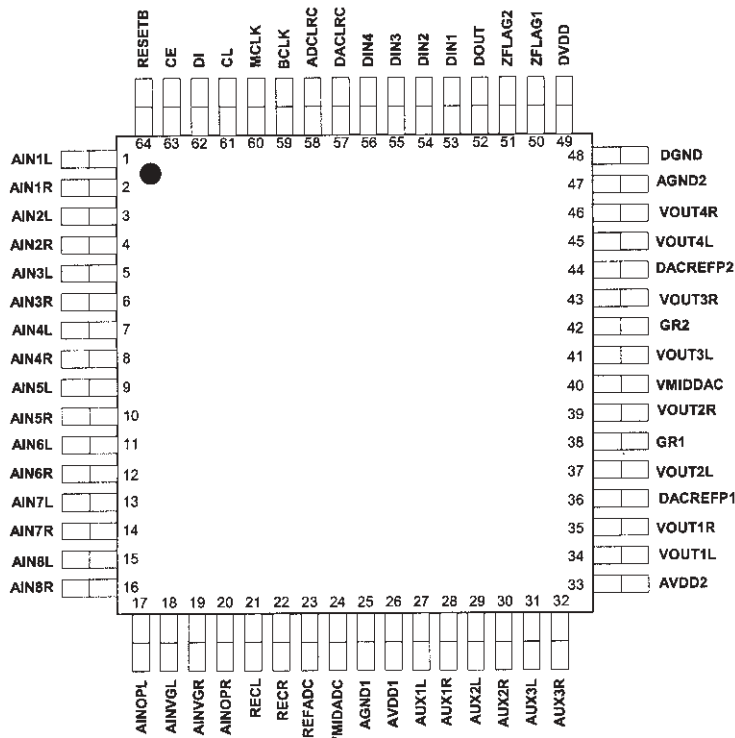 RESETB CE DI CL MCLK BCLK ADCLRC DACLRC DIN4 DIN3 DIN2 DIN1 DOUT ZFLAG2 ZFLAG1 DVDD
64 63 62 61 60 59 58 57 56 55 54 53 52 51 50 49
AIN1L 1 48 DGND
AIN1R 2 47 AGND2
AIN2L 3 46 VOUT4R
AIN2R 4 45 VOUT4L
AIN3L 5 44 DACREFP2
AIN3R 6 43 VOUT3R
AIN4L 7 42 GR2
AIN4R 8 41 VOUT3L
AIN5L 9 40 VMIDDAC
AIN5R 10 39 VOUT2R
AIN6L 11 38 GR1
AIN6R 12 37 VOUT2L
AIN7L 13 36 DACREFP1
AIN7R 14 35 VOUT1R
AIN8L 15 34 VOUT1L
AIN8R 16 33 AVDD2
17 18 19 20 21 22 23 24 25 26 27 28 29 30 31 32
AINOPL AINVGL AINVGR AINOPR RECL RECR REFADC VMIDADC AGND1 AVDD1 AUX1L AUX1R AUX2L AUX2R AUX3L AUX3R